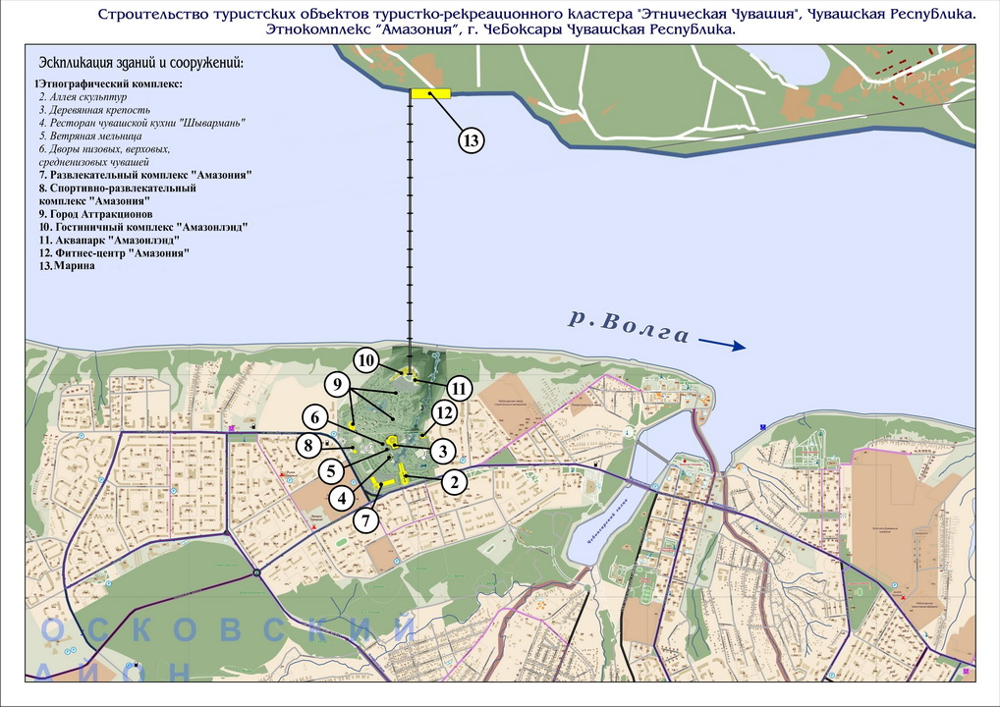 Строительство туристских объектов туристко-рекреационного кластера "Этническая Чувашия", Чувашская Республика.
Этнокомплекс "Амазония", г. Чебоксары Чувашская Республика.
Эскпликация зданий и сооружений:
1Этнографический комплекс:
2. Аллея скульптур
3. Деревянная крепость
4. Ресторан чувашской кухни "Шывармань"
5. Ветряная мельница
6. Дворы низовых, верховых,
средненизовых чувашей
7. Развлекательный комплекс "Амазония"
8. Спортивно-развлекательный
комплекс "Амазония"
9. Город Аттракционов
10. Гостиничный комплекс "Амазонлэнд"
11. Аквапарк "Амазонлэнд"
12. Фитнес-центр "Амазония"
13. Марина
13
р. Волга
10
9
11
12
6
8
3
5
2
4
7
Чебоксарский залив
ОСКОВСКИЙ
АЙОН